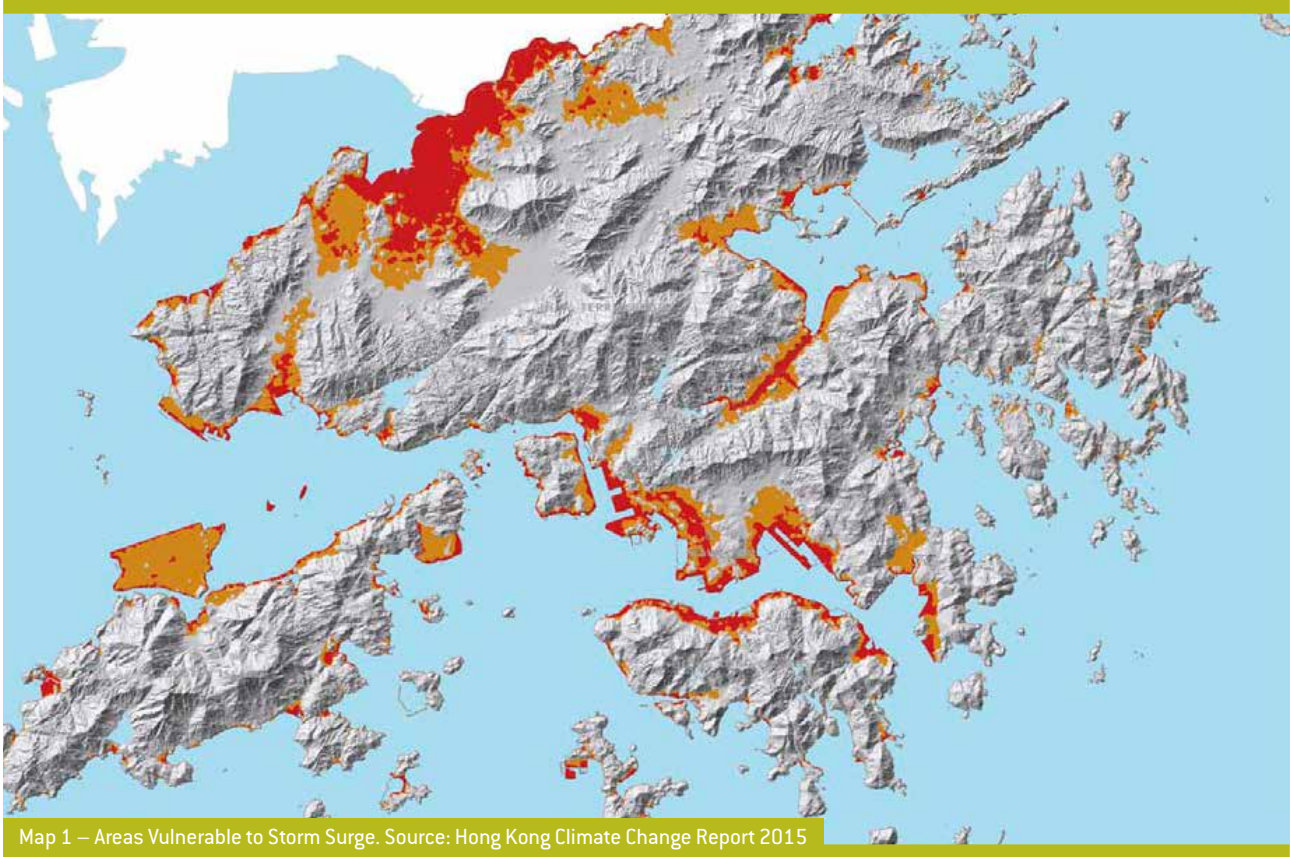 Map 1 – Areas Vulnerable to Storm Surge. Source: Hong Kong Climate Change Report 2015